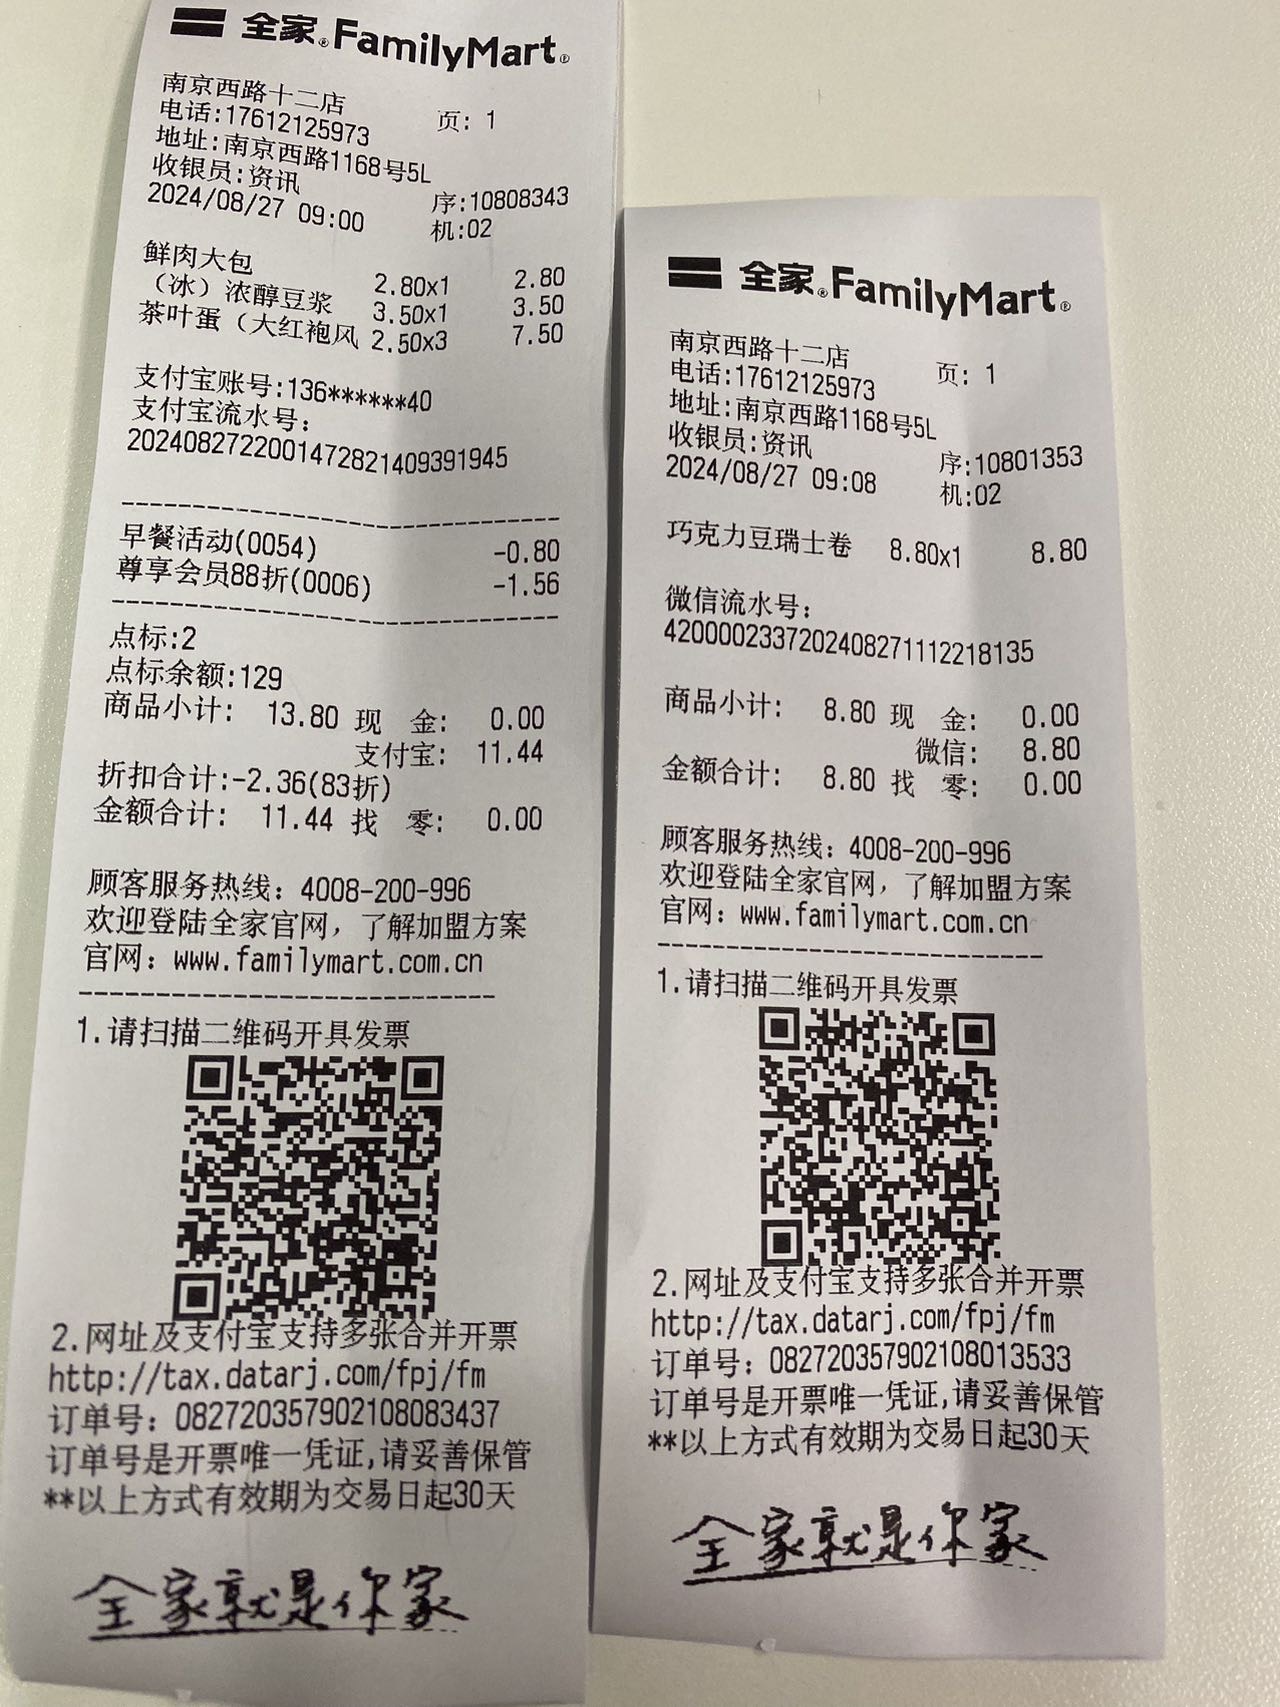 全家®FamilyMart®
南京西路十二店
电话:17612125973 页: 1
地址:南京西路1168号5L
收银员:资讯 序:10808343
2024/08/27 09:00 机:02
鲜肉大包 2.80x1 2.80
（冰）浓醇豆浆 3.50x1 3.50
茶叶蛋（大红袍风 2.50x3 7.50
支付宝账号:136******40
支付宝流水号:
2024082722001472821409391945
早餐活动(0054) -0.80
尊享会员88折(0006) -1.56
点标:2
点标余额:129
商品小计: 13.80 现 金: 0.00
支付宝: 11.44
折扣合计:-2.36(83折)
金额合计: 11.44 找 零: 0.00
顾客服务热线: 4008-200-996
欢迎登陆全家官网, 了解加盟方案
官网: www.familymart.com.cn
1.请扫描二维码开具发票
2.网址及支付宝支持多张合并开票
http://tax.datarj.com/fpj/fm
订单号: 082720357902108083437
订单号是开票唯一凭证,请妥善保管
**以上方式有效期为交易日起30天
全家就是你家
全家®FamilyMart®
南京西路十二店
电话:17612125973 页: 1
地址:南京西路1168号5L
收银员:资讯 序:10801353
2024/08/27 09:08 机:02
巧克力豆瑞士卷 8.80x1 8.80
微信流水号:
4200002337202408271112218135
商品小计: 8.80 现 金: 0.00
微信: 8.80
金额合计: 8.80 找 零: 0.00
顾客服务热线: 4008-200-996
欢迎登陆全家官网, 了解加盟方案
官网: www.familymart.com.cn
1.请扫描二维码开具发票
2.网址及支付宝支持多张合并开票
http://tax.datarj.com/fpj/fm
订单号: 082720357902108013533
订单号是开票唯一凭证,请妥善保管
**以上方式有效期为交易日起30天
全家就是你家